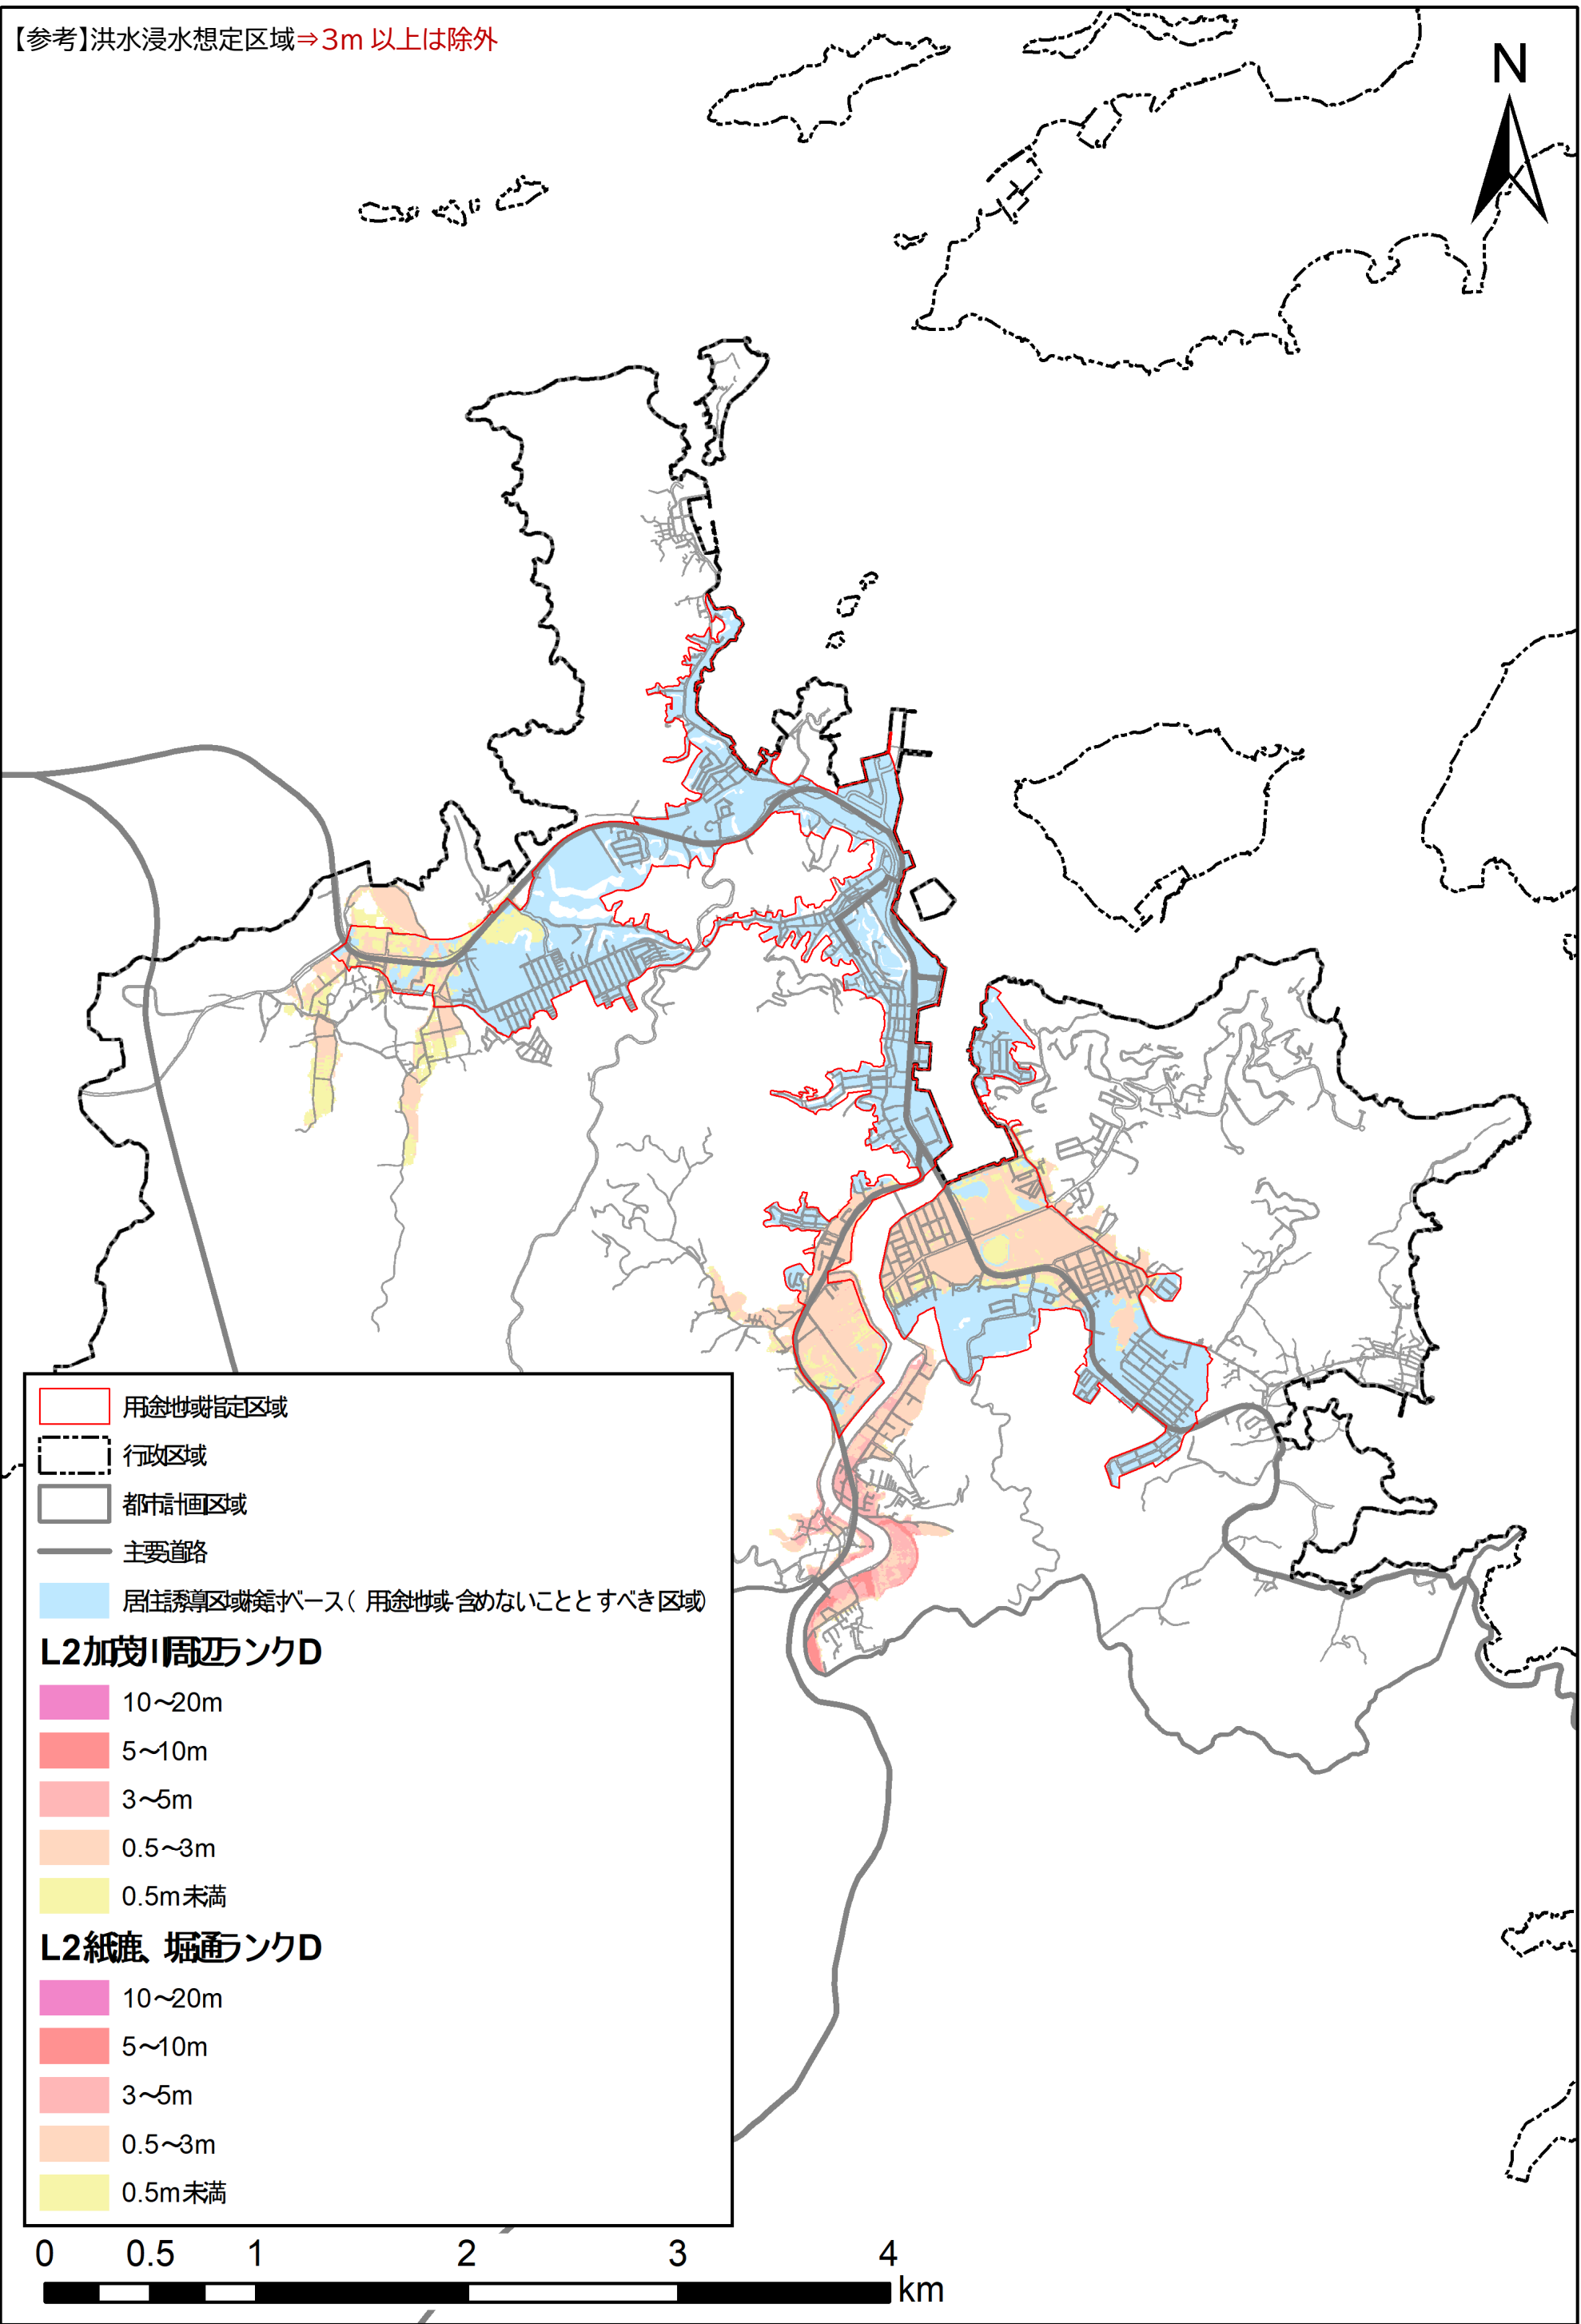 【参考】洪水浸水想定区域⇒3m 以上は除外
N
用途地域指定区域
行政区域
都市計画区域
主要道路
居住誘導区域検討ベース( 用途地域-含めないこととすべき区域)
L2加茂川周辺ランクD
10～20m
5～10m
3～5m
0.5～3m
0.5m未満
L2紙漉、堀通ランクD
10～20m
5～10m
3～5m
0.5～3m
0.5m未満
0 0.5 1 2 3 4
km